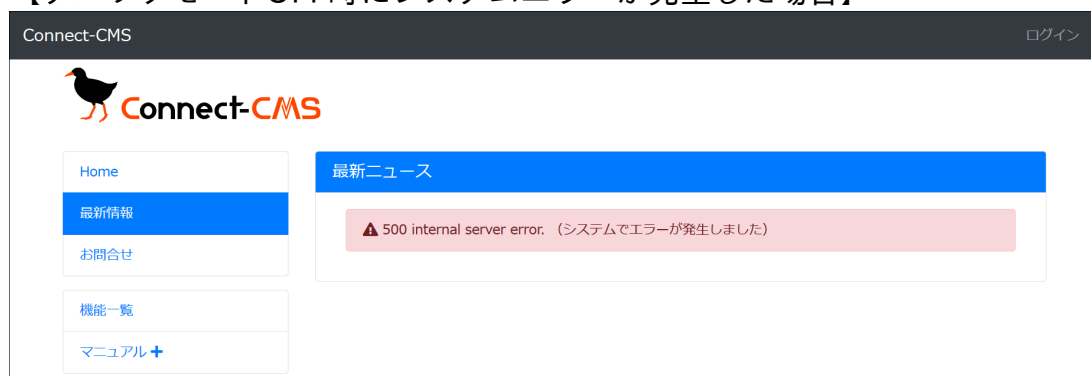 Connect-CMS
ログイン
Connect-CMS
Home
最新情報
お問合せ
機能一覧
マニュアル
最新ニュース
500 internal server error. （システムでエラーが発生しました）